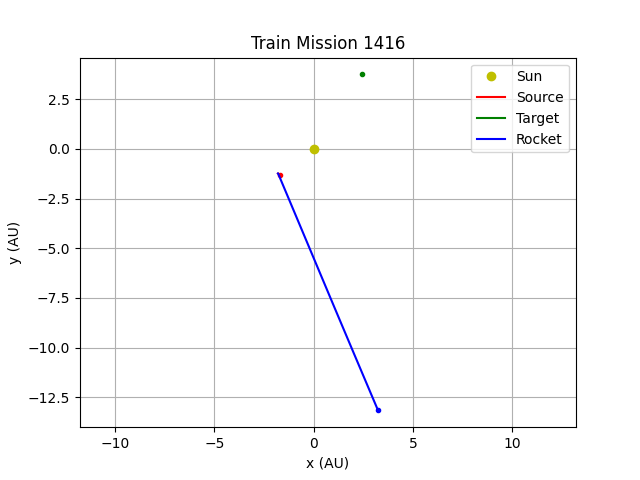 Train Mission 1416
Sun
Source
Target
Rocket
2.5
0.0
−2.5
−5.0
−7.5
−10.0
−12.5
y (AU)
−10
−5
0
5
10
x (AU)